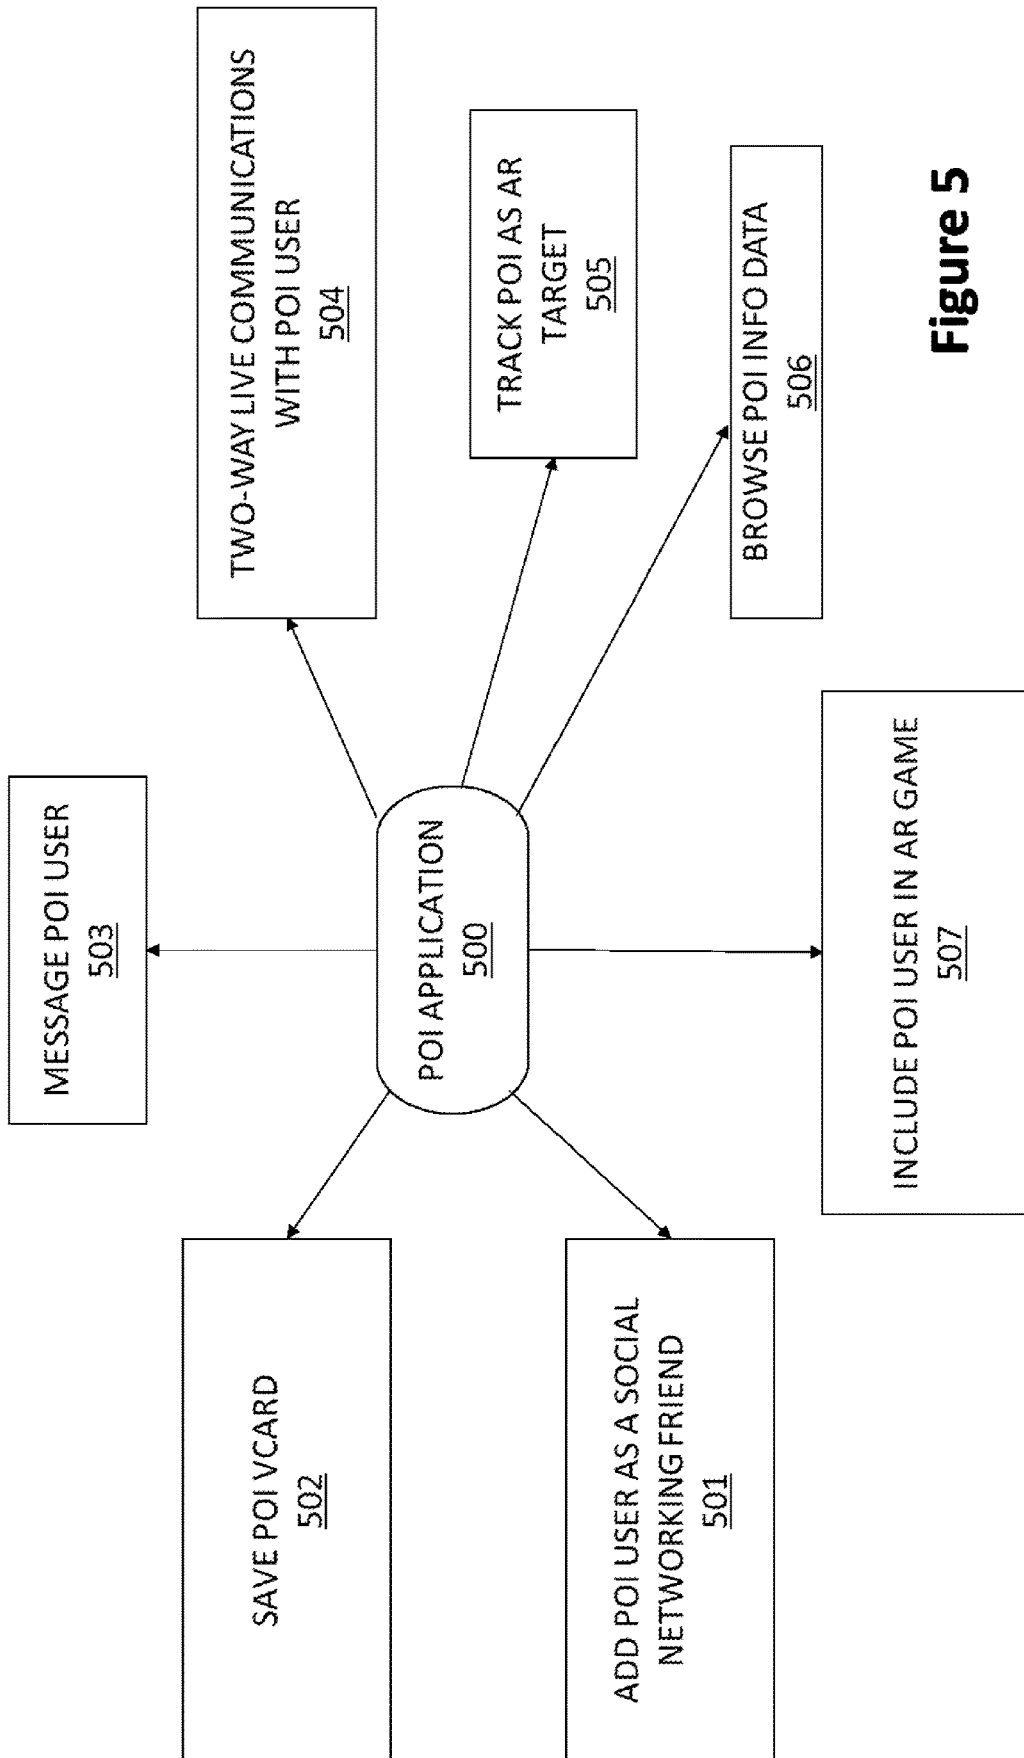 MESSAGE POI USER
503
TWO-WAY LIVE COMMUNICATIONS
WITH POI USER
504
SAVE POI VCARD
502
POI APPLICATION
500
TRACK POI AS AR
TARGET
505
ADD POI USER AS A SOCIAL
NETWORKING FRIEND
501
BROWSE POI INFO DATA
506
INCLUDE POI USER IN AR GAME
507
Figure 5